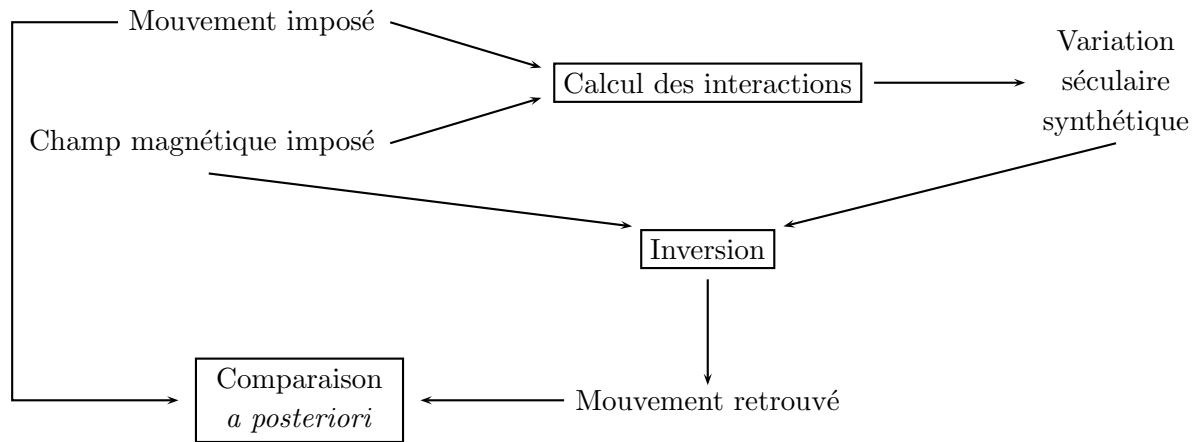 Mouvement imposé
Calcul des interactions
Variation
séculaire
synthétique
Champ magnétique imposé
Inversion
Comparaison
a posteriori
Mouvement retrouvé